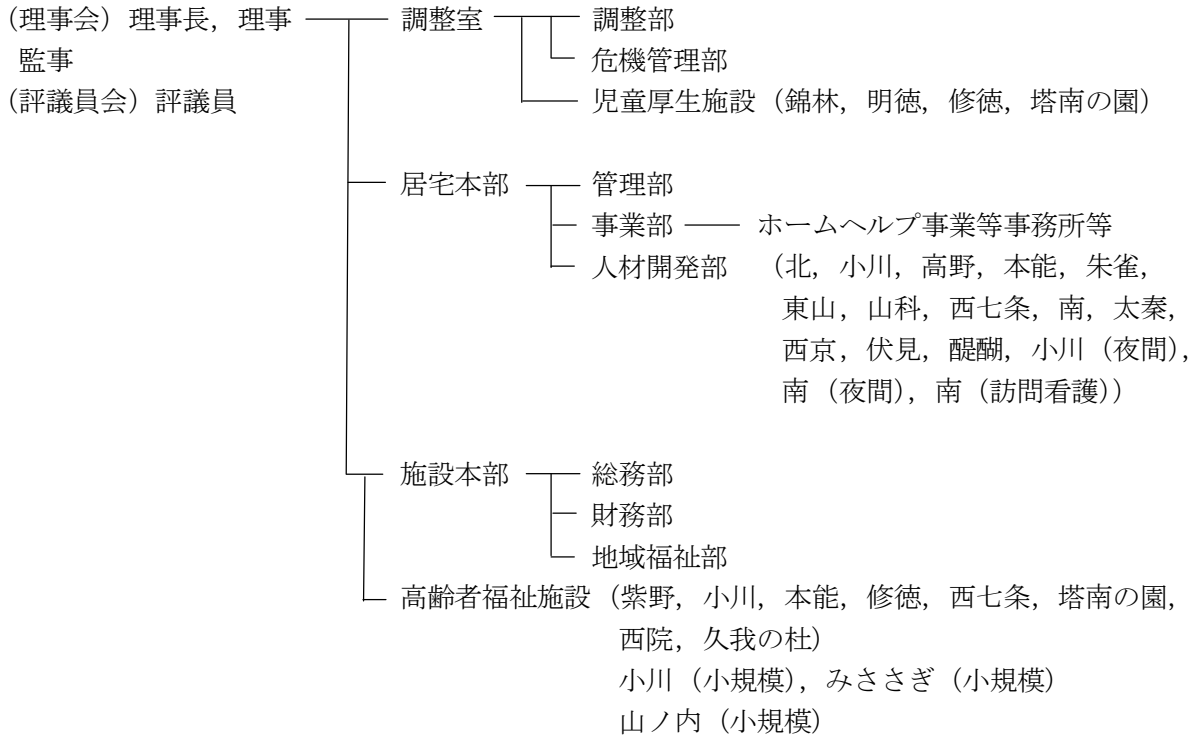 (理事会) 理事長，理事 調整室 調整部
監事 危機管理部
(評議員会) 評議員 児童厚生施設（錦林，明徳，修徳，塔南の園）
居宅本部 管理部
事業部 ホームヘルプ事業等事務所等
人材開発部 （北，小川，高野，本能，朱雀，
東山，山科，西七条，南，太秦，
西京，伏見，醍醐，小川（夜間），
南（夜間），南（訪問看護））
施設本部 総務部
財務部
地域福祉部
高齢者福祉施設（紫野，小川，本能，修徳，西七条，塔南の園，
西院，久我の杜）
小川（小規模），みささぎ（小規模）
山ノ内（小規模）